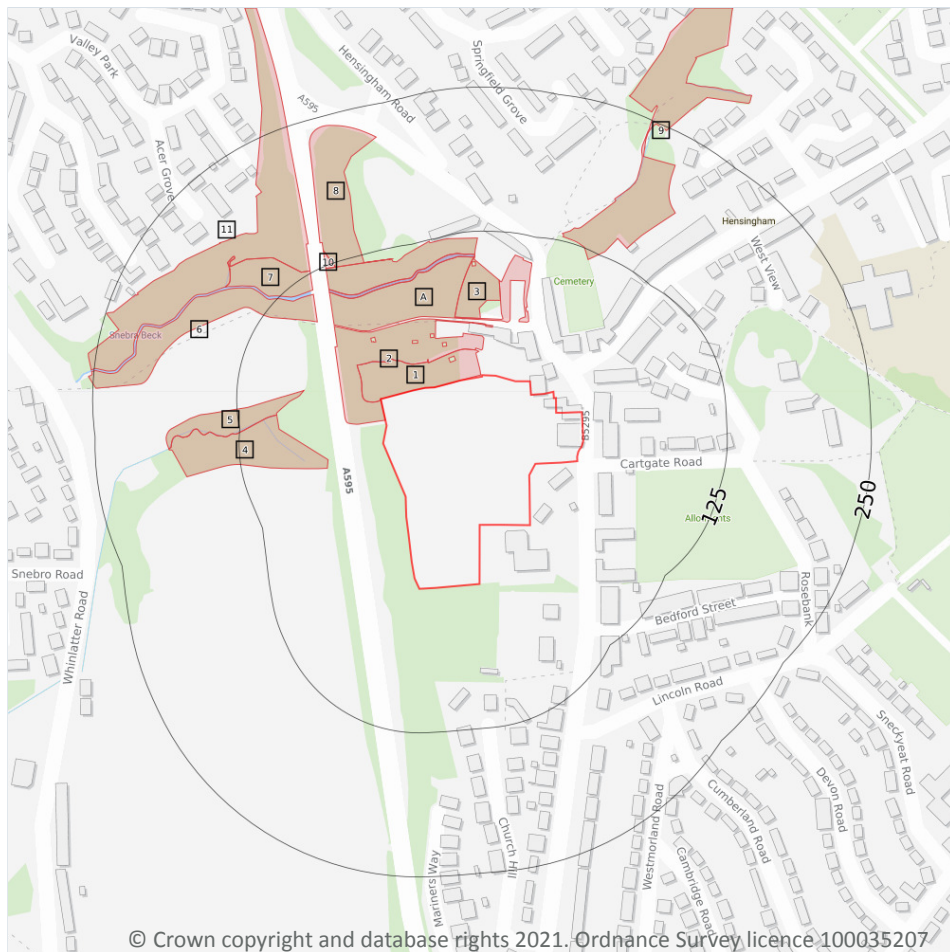 Valley Park
A595
Hensingham Road
Springfield Grove
Acer Grove
9
8
11
Hensingham
West View
10
7
A
3
Cemetery
Snebra Beck
6
2
1
5
4
B5295
Cartgate Road
A595
Allotments
125
250
Snebro Road
Whinlatter Road
Bedford Street
Rosebank
Lincoln Road
Sneckyeat Road
Devon Road
Cumberland Road
Westmorland Road
Church Hill
Mariners Way
Cambridge Road
© Crown copyright and database rights 2021. Ordnance Survey licence 100035207